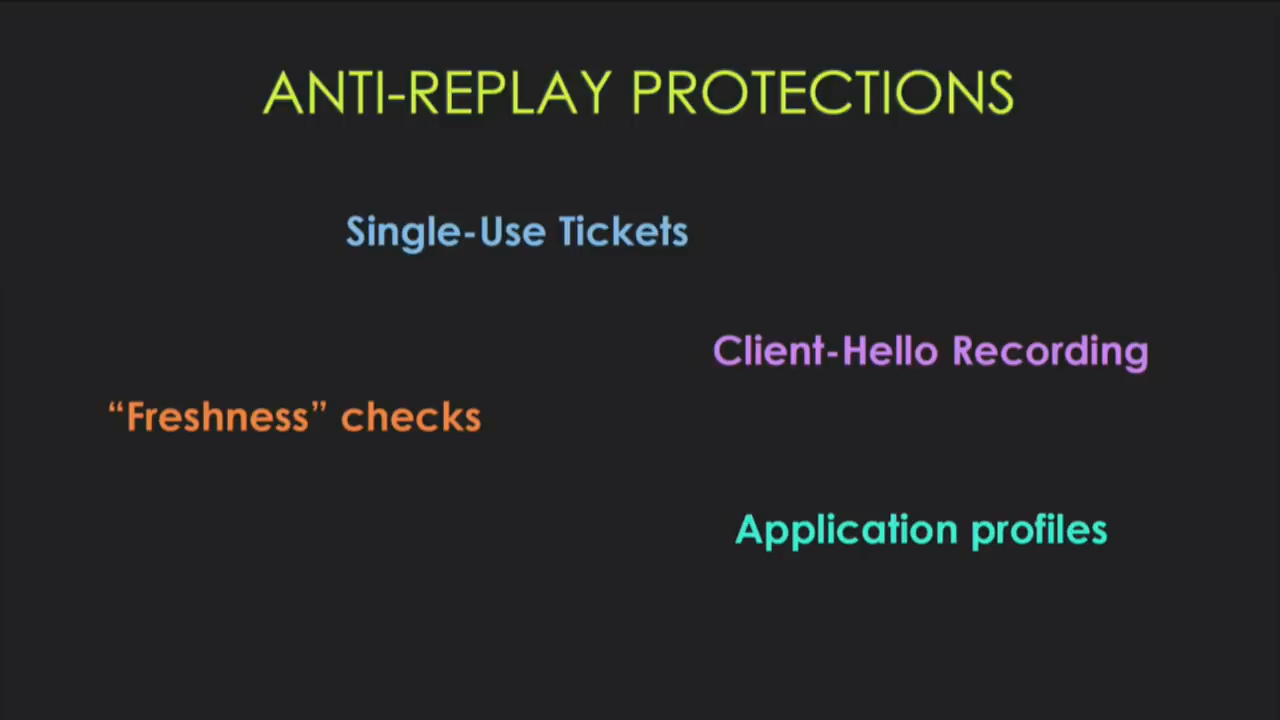 ANTI-REPLAY PROTECTIONS
Single-Use Tickets
Client-Hello Recording
“Freshness” checks
Application profiles